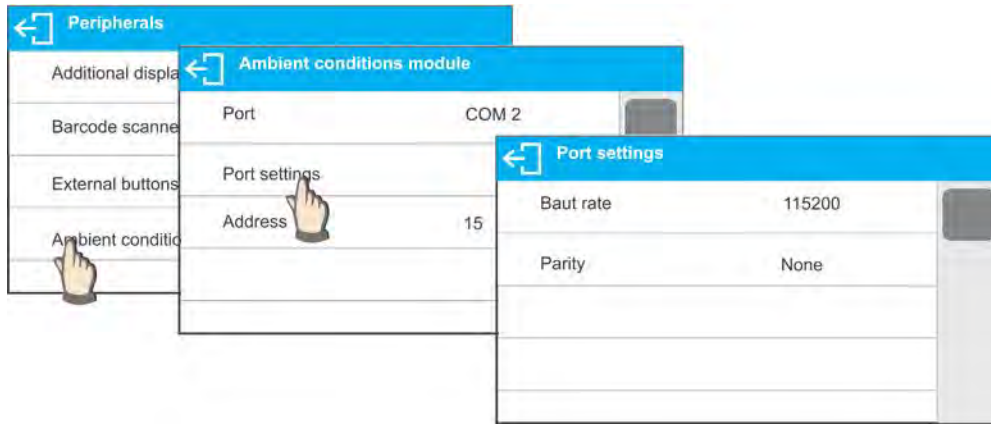 Peripherals
Additional displa
Barcode scanne
External buttons
Ambient conditio
Ambient conditions module
Port COM 2
Port settings
Address 15
Port settings
Baut rate 115200
Parity None